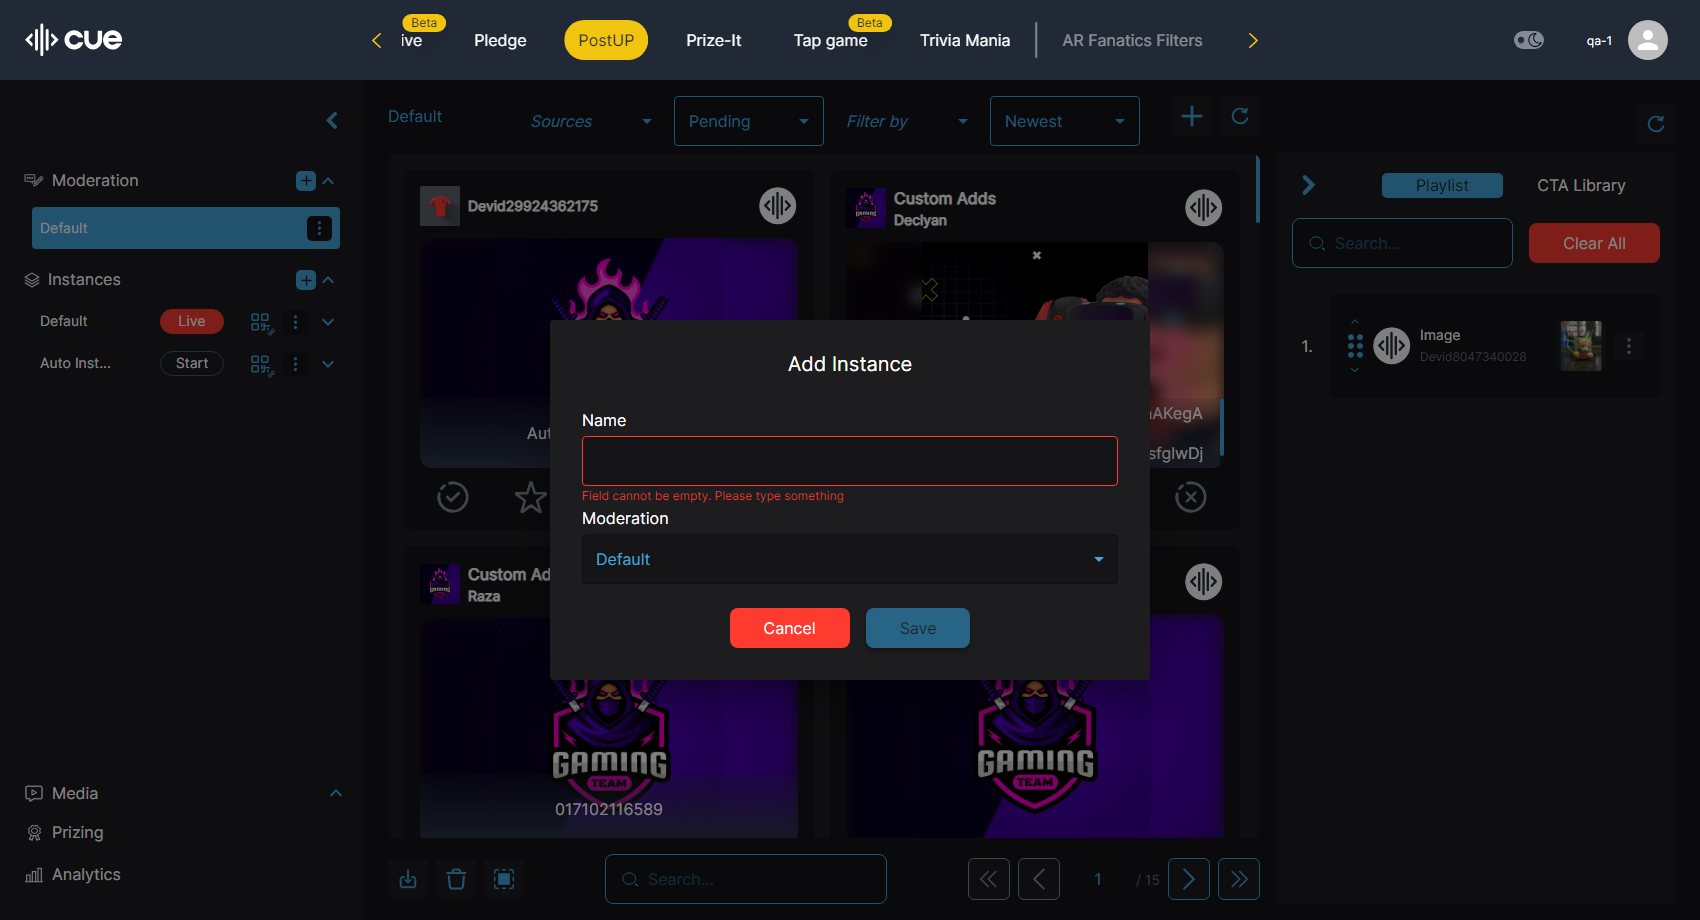 cue
Beta
ive
Pledge
PostUP
Prize-It
Beta
Tap game
Trivia Mania
AR Fanatics Filters
qa-1
Default
Sources
Pending
Filter by
Newest
Moderation
Default
Instances
Default
Live
Auto Inst...
Start
Media
Prizing
Analytics
Devid29924362175
Aut
Custom Adds
Declyan
AKegA
sfglwDj
Custom Ad
Raza
GAMING
TEAM
017102116589
GAMING
TEAM
Add Instance
Name
Field cannot be empty. Please type something
Moderation
Default
Cancel
Save
Search...
1
/ 15
Playlist
CTA Library
Search...
Clear All
1.
Image
Devid8047340028